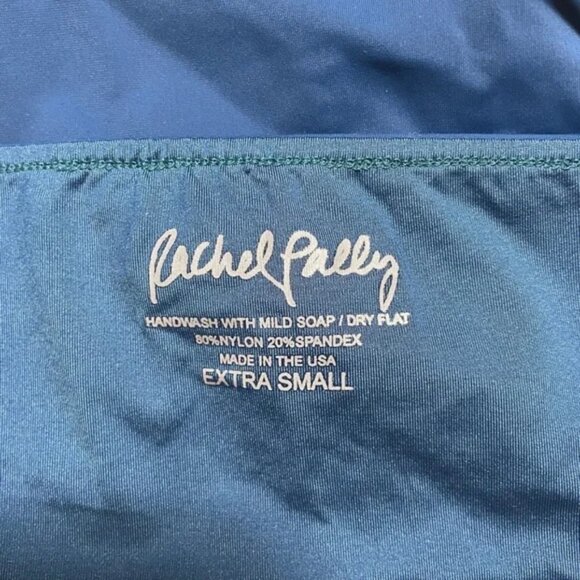 Rachel Pally
HANDWASH WITH MILD SOAP / DRY FLAT
80%NYLON 20%SPANDEX
MADE IN THE USA
EXTRA SMALL